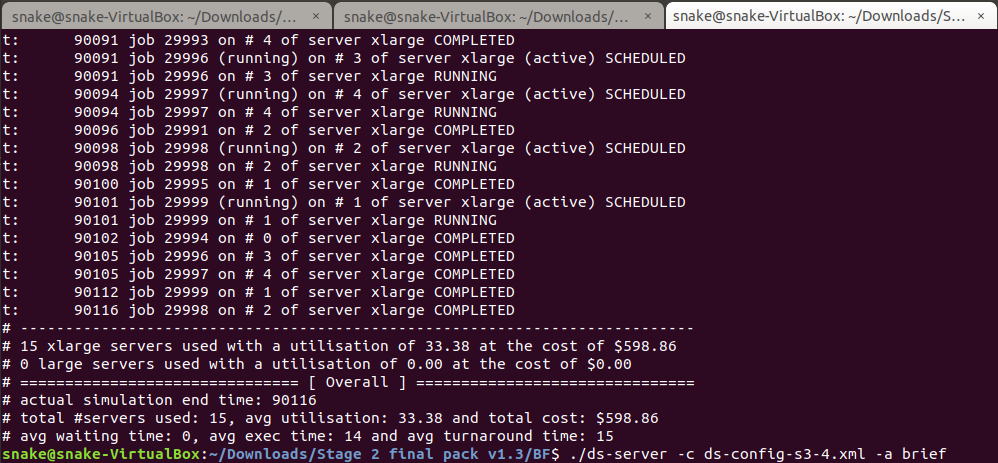 snake@snake-VirtualBox: ~/Downloads/... × snake@snake-VirtualBox: ~/Downloads/... × snake@snake-VirtualBox: ~/Downloads/S... ×
t:      90091 job 29993 on # 4 of server xlarge COMPLETED
t:      90091 job 29996 (running) on # 3 of server xlarge (active) SCHEDULED
t:      90091 job 29996 on # 3 of server xlarge RUNNING
t:      90094 job 29997 (running) on # 4 of server xlarge (active) SCHEDULED
t:      90094 job 29997 on # 4 of server xlarge RUNNING
t:      90096 job 29991 on # 2 of server xlarge COMPLETED
t:      90098 job 29998 (running) on # 2 of server xlarge (active) SCHEDULED
t:      90098 job 29998 on # 2 of server xlarge RUNNING
t:      90100 job 29995 on # 1 of server xlarge COMPLETED
t:      90101 job 29999 (running) on # 1 of server xlarge (active) SCHEDULED
t:      90101 job 29999 on # 1 of server xlarge RUNNING
t:      90102 job 29994 on # 0 of server xlarge COMPLETED
t:      90105 job 29996 on # 3 of server xlarge COMPLETED
t:      90105 job 29997 on # 4 of server xlarge COMPLETED
t:      90112 job 29999 on # 1 of server xlarge COMPLETED
t:      90116 job 29998 on # 2 of server xlarge COMPLETED
# ---------------------------------------------------------------------------
# 15 xlarge servers used with a utilisation of 33.38 at the cost of $598.86
# 0 large servers used with a utilisation of 0.00 at the cost of $0.00
# =============================== [ Overall ] ===============================
# actual simulation end time: 90116
# total #servers used: 15, avg utilisation: 33.38 and total cost: $598.86
# avg waiting time: 0, avg exec time: 14 and avg turnaround time: 15
snake@snake-VirtualBox:~/Downloads/Stage 2 final pack v1.3/BF$ ./ds-server -c ds-config-s3-4.xml -a brief